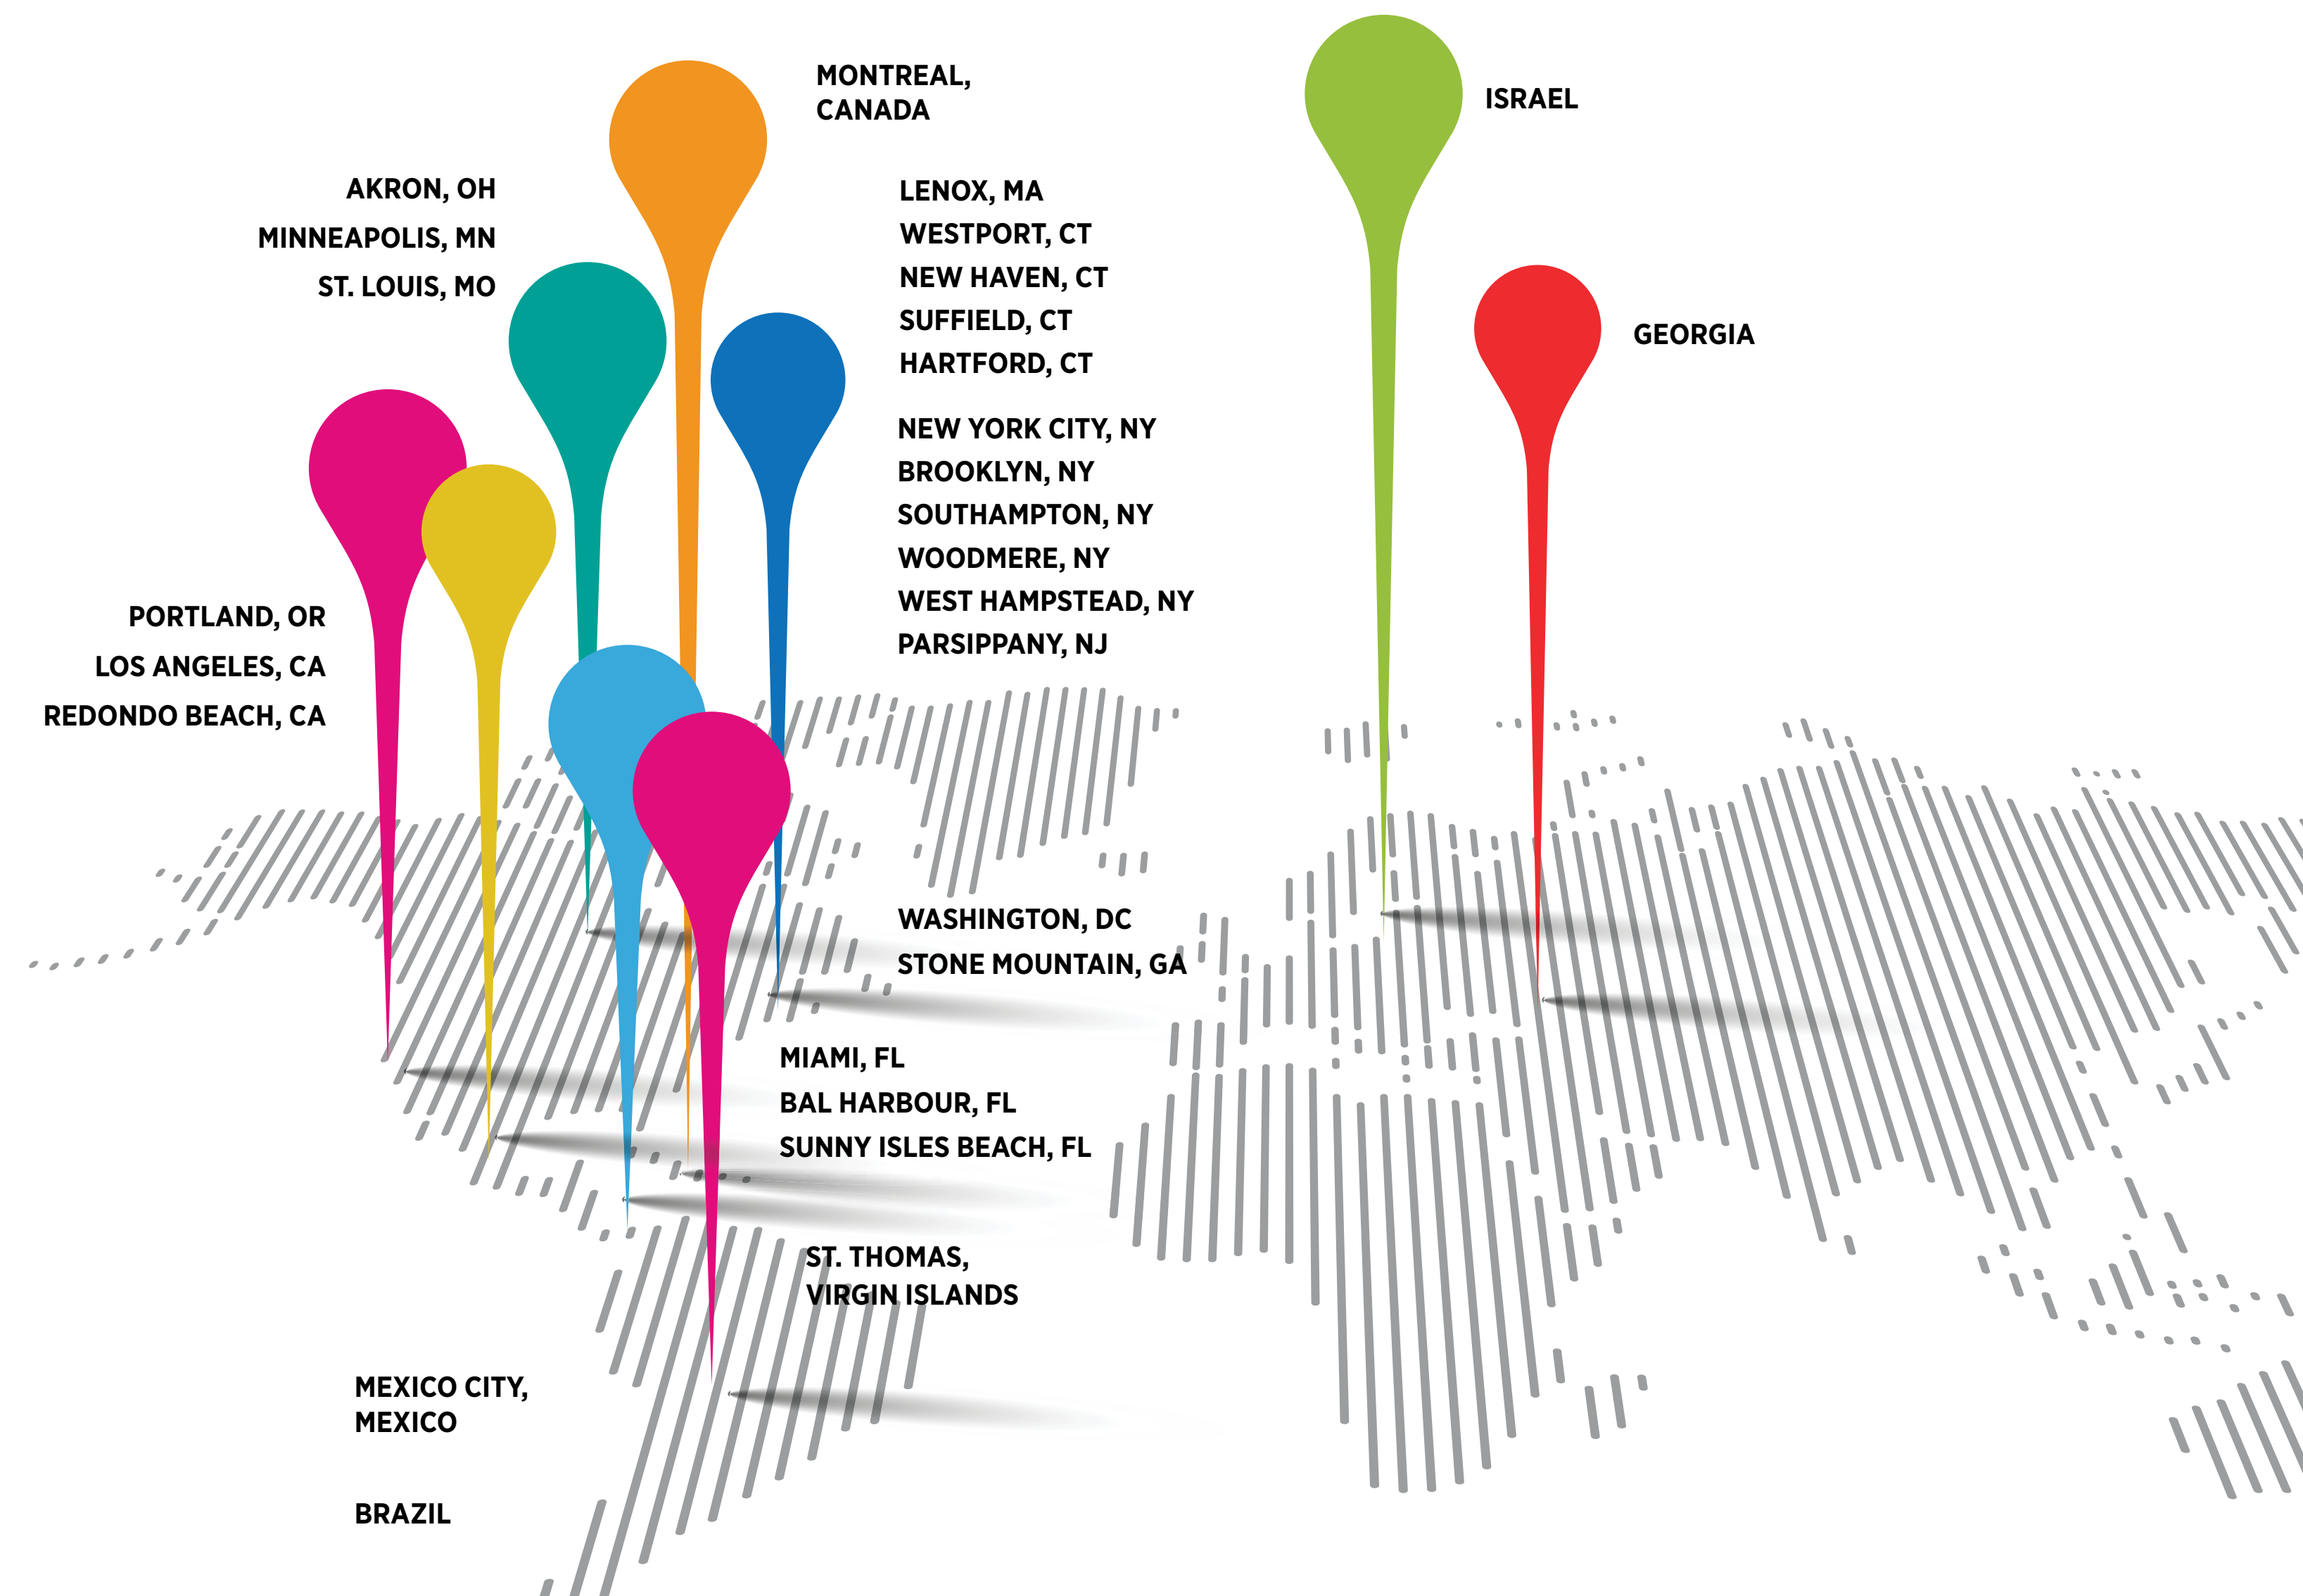 MONTREAL,
CANADA
ISRAEL
AKRON, OH
MINNEAPOLIS, MN
ST. LOUIS, MO
LENOX, MA
WESTPORT, CT
NEW HAVEN, CT
SUFFIELD, CT
HARTFORD, CT
GEORGIA
NEW YORK CITY, NY
BROOKLYN, NY
SOUTHAMPTON, NY
WOODMERE, NY
WEST HAMPSTEAD, NY
PARSIPPANY, NJ
PORTLAND, OR
LOS ANGELES, CA
REDONDO BEACH, CA
WASHINGTON, DC
STONE MOUNTAIN, GA
MIAMI, FL
BAL HARBOUR, FL
SUNNY ISLES BEACH, FL
ST. THOMAS,
VIRGIN ISLANDS
MEXICO CITY,
MEXICO
BRAZIL